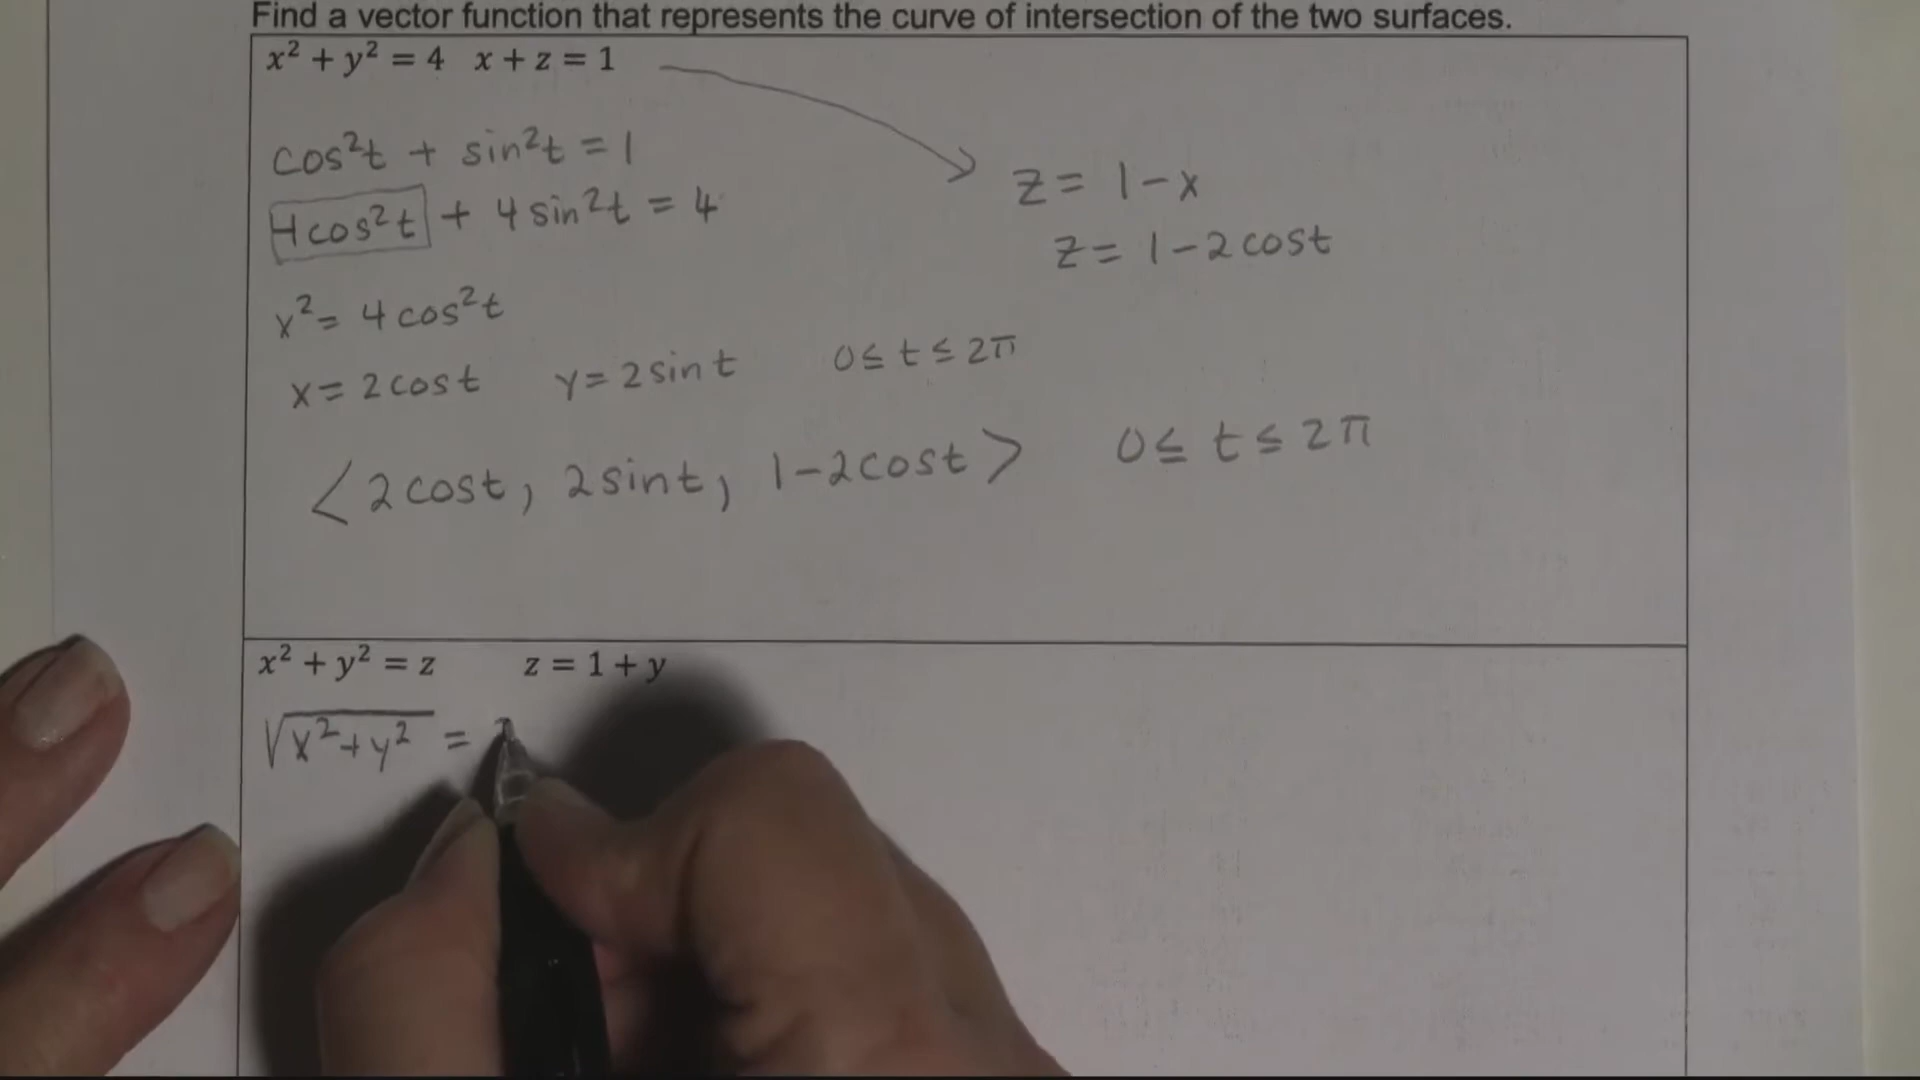 Find a vector function that represents the curve of intersection of the two surfaces.
x² + y² = 4 x + z = 1
cos²t + sin²t = 1
4cos²t + 4sin²t = 4
z = 1 - x
z = 1 - 2cost
x² = 4cos²t
x = 2cost y = 2sint 0 ≤ t ≤ 2π
<2cost, 2sint, 1-2cost> 0 ≤ t ≤ 2π
x² + y² = z z = 1 + y
√x²+y² =